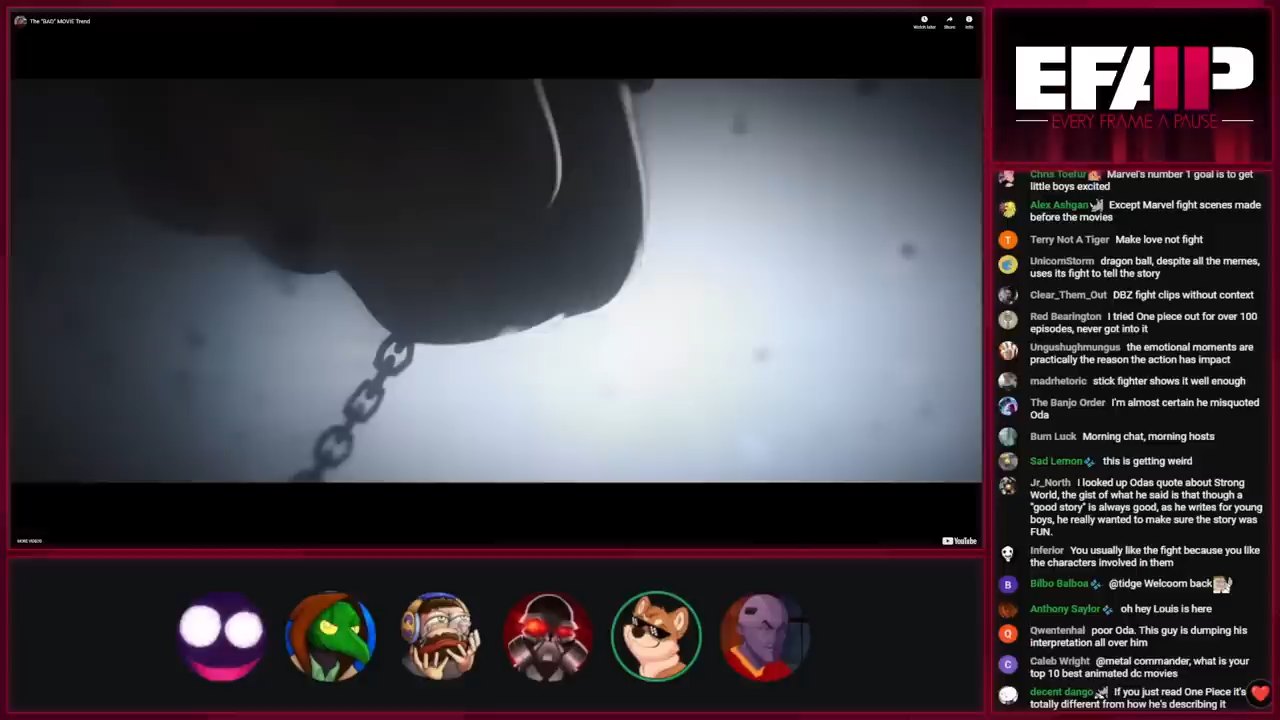 The "BAD" MOVIE Trend
Watch later
Share
Info
MORE VIDEOS
YouTube
EFAP
EVERY FRAME A PAUSE
Chris Toefur Marvel's number 1 goal is to get
little boys excited
Alex Ashgan Except Marvel fight scenes made
before the movies
T
Terry Not A Tiger Make love not fight
UnicornStorm dragon ball, despite all the memes,
uses its fight to tell the story
Clear_Them_Out DBZ fight clips without context
Red Bearington I tried One piece out for over 100
episodes, never got into it
Ungushughmungus the emotional moments are
practically the reason the action has impact
madrhetoric stick fighter shows it well enough
The Banjo Order I'm almost certain he misquoted
Oda
Bum Luck Morning chat, morning hosts
Sad Lemon this is getting weird
Jr_North I looked up Odas quote about Strong
World, the gist of what he said is that though a
"good story" is always good, as he writes for young
boys, he really wanted to make sure the story was
FUN.
Inferior You usually like the fight because you like
the characters involved in them
B
Bilbo Balboa @tidge Welcoom back
Anthony Saylor oh hey Louis is here
Q
Qwentenhal poor Oda. This guy is dumping his
interpretation all over him
C
Caleb Wright @metal commander, what is your
top 10 best animated dc movies
decent dango If you just read One Piece it's
totally different from how he's describing it